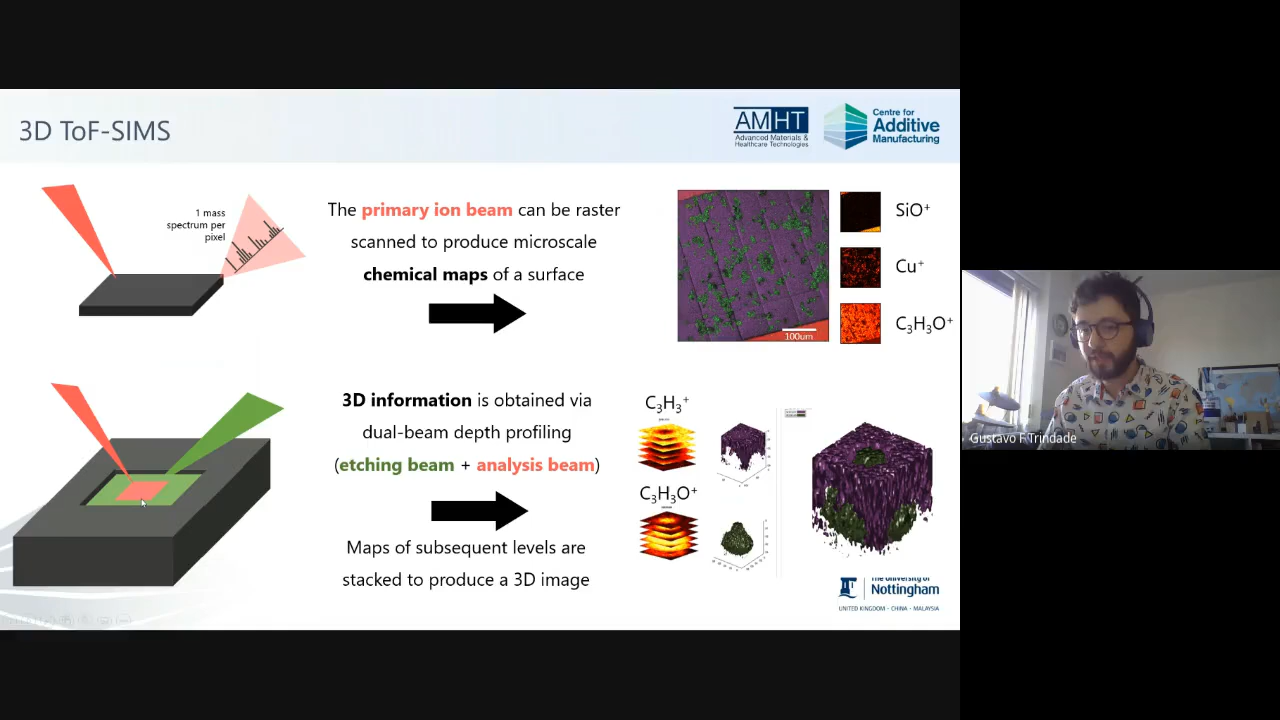 3D ToF-SIMS
AMHT
Advanced Materials &
Healthcare Technologies
Centre for
Additive
Manufacturing
1 mass
spectrum per
pixel
The primary ion beam can be raster
scanned to produce microscale
chemical maps of a surface
100um
SiO⁺
Cu⁺
C₃H₃O⁺
3D information is obtained via
dual-beam depth profiling
(etching beam + analysis beam)
Maps of subsequent levels are
stacked to produce a 3D image
C₃H₃⁺
C₃H₃O⁺
The University of
Nottingham
UNITED KINGDOM · CHINA · MALAYSIA
Gustavo F Trindade